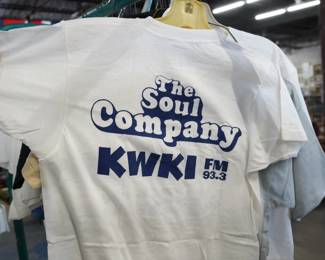 The
Soul
Company
KWKI FM
93.3